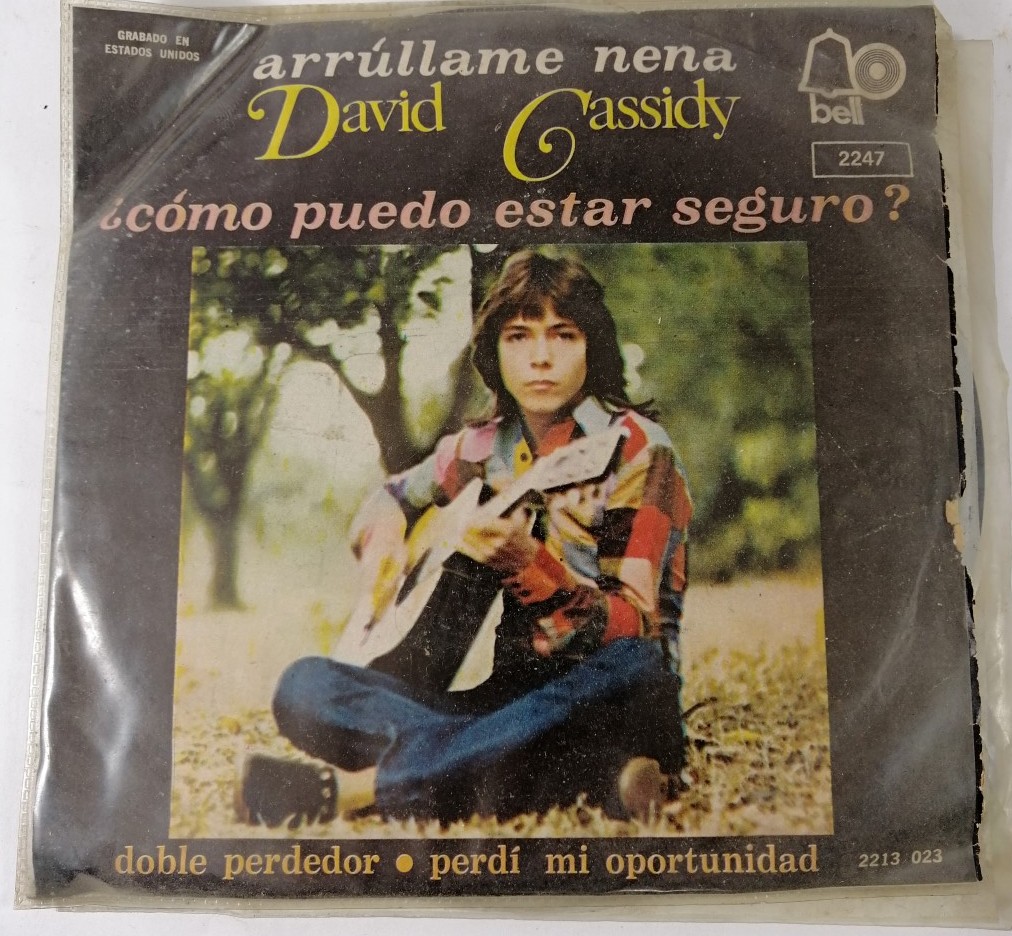 GRABADO EN
ESTADOS UNIDOS
arrúllame nena
David Cassidy
bell
2247
¿cómo puedo estar seguro?
doble perdedor • perdí mi oportunidad
2213 023